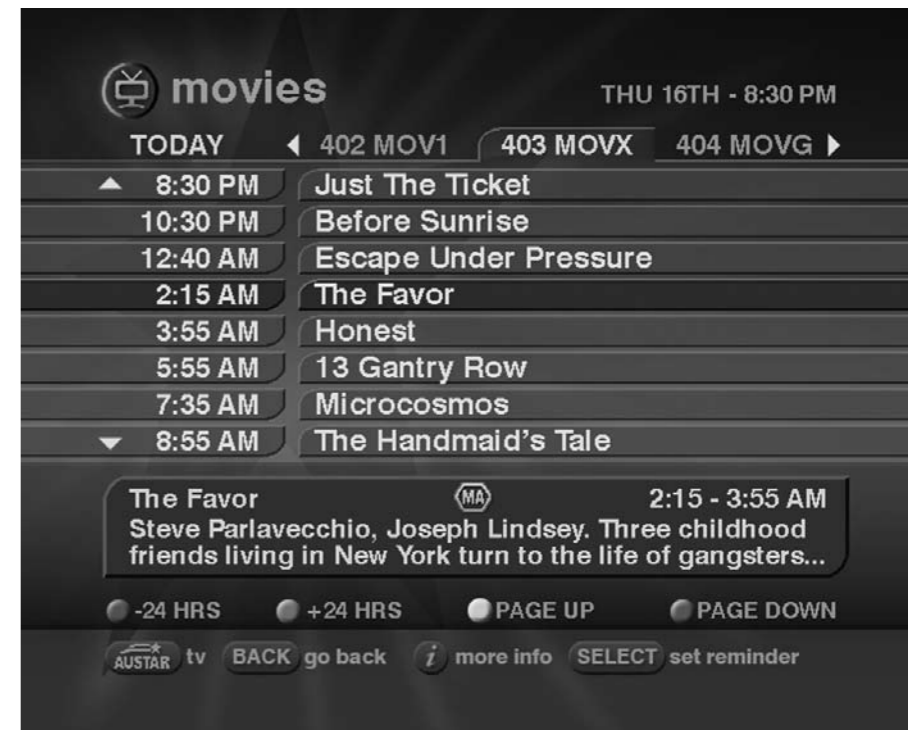 movies
THU 16TH - 8:30 PM
TODAY 402 MOV1 403 MOVX 404 MOVG
8:30 PM Just The Ticket
10:30 PM Before Sunrise
12:40 AM Escape Under Pressure
2:15 AM The Favor
3:55 AM Honest
5:55 AM 13 Gantry Row
7:35 AM Microcosmos
8:55 AM The Handmaid's Tale
The Favor MA 2:15 - 3:55 AM
Steve Parlavecchio, Joseph Lindsey. Three childhood
friends living in New York turn to the life of gangsters...
-24 HRS +24 HRS PAGE UP PAGE DOWN
AUSTAR tv BACK go back i more info SELECT set reminder